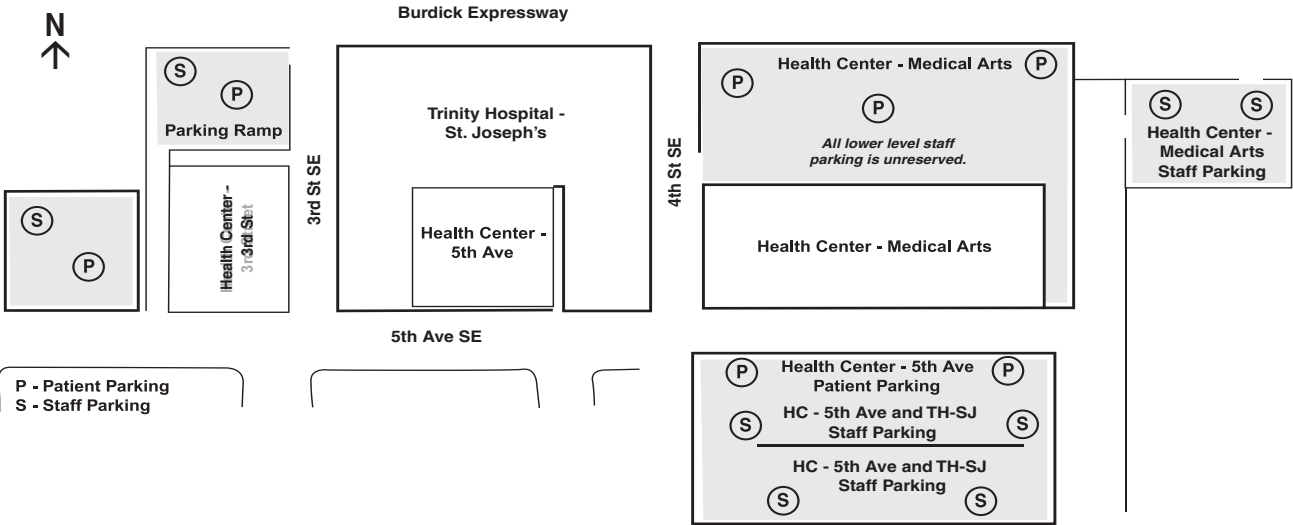 Burdick Expressway
N
S
P
Parking Ramp
Trinity Hospital -
St. Joseph's
Health Center - Medical Arts
P
P
P
All lower level staff
parking is unreserved.
S
S
Health Center -
Medical Arts
Staff Parking
3rd St SE
4th St SE
S
P
Health Center -
3rd St
Health Center -
5th Ave
Health Center - Medical Arts
5th Ave SE
P - Patient Parking
S - Staff Parking
P
Health Center - 5th Ave
Patient Parking
P
S
HC - 5th Ave and TH-SJ
Staff Parking
S
HC - 5th Ave and TH-SJ
Staff Parking
S
S